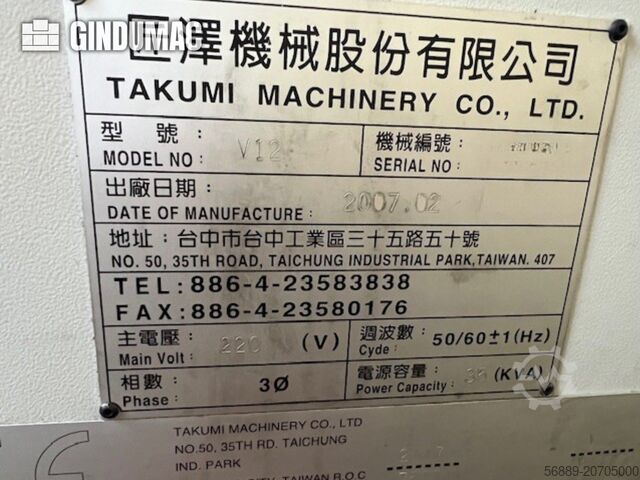 GINDUMAC
匠澤機械股份有限公司
TAKUMI MACHINERY CO., LTD.
型 號: V12
MODEL NO:
機械編號:
SERIAL NO:
出廠日期: 2007.02
DATE OF MANUFACTURE:
地址: 台中市台中工業區三十五路五十號
NO. 50, 35TH ROAD, TAICHUNG INDUSTRIAL PARK,TAIWAN. 407
TEL:886-4-23583838
FAX:886-4-23580176
主電壓: 220 (V)
Main Volt:
週波數: 50/60±1(Hz)
Cyde:
相數: 3Ø
Phase:
電源容量: (KVA)
Power Capacity:
TAKUMI MACHINERY CO., LTD
NO.50, 35TH RD. TAICHUNG
IND. PARK
TAIWAN R.O.C
56889-20705000